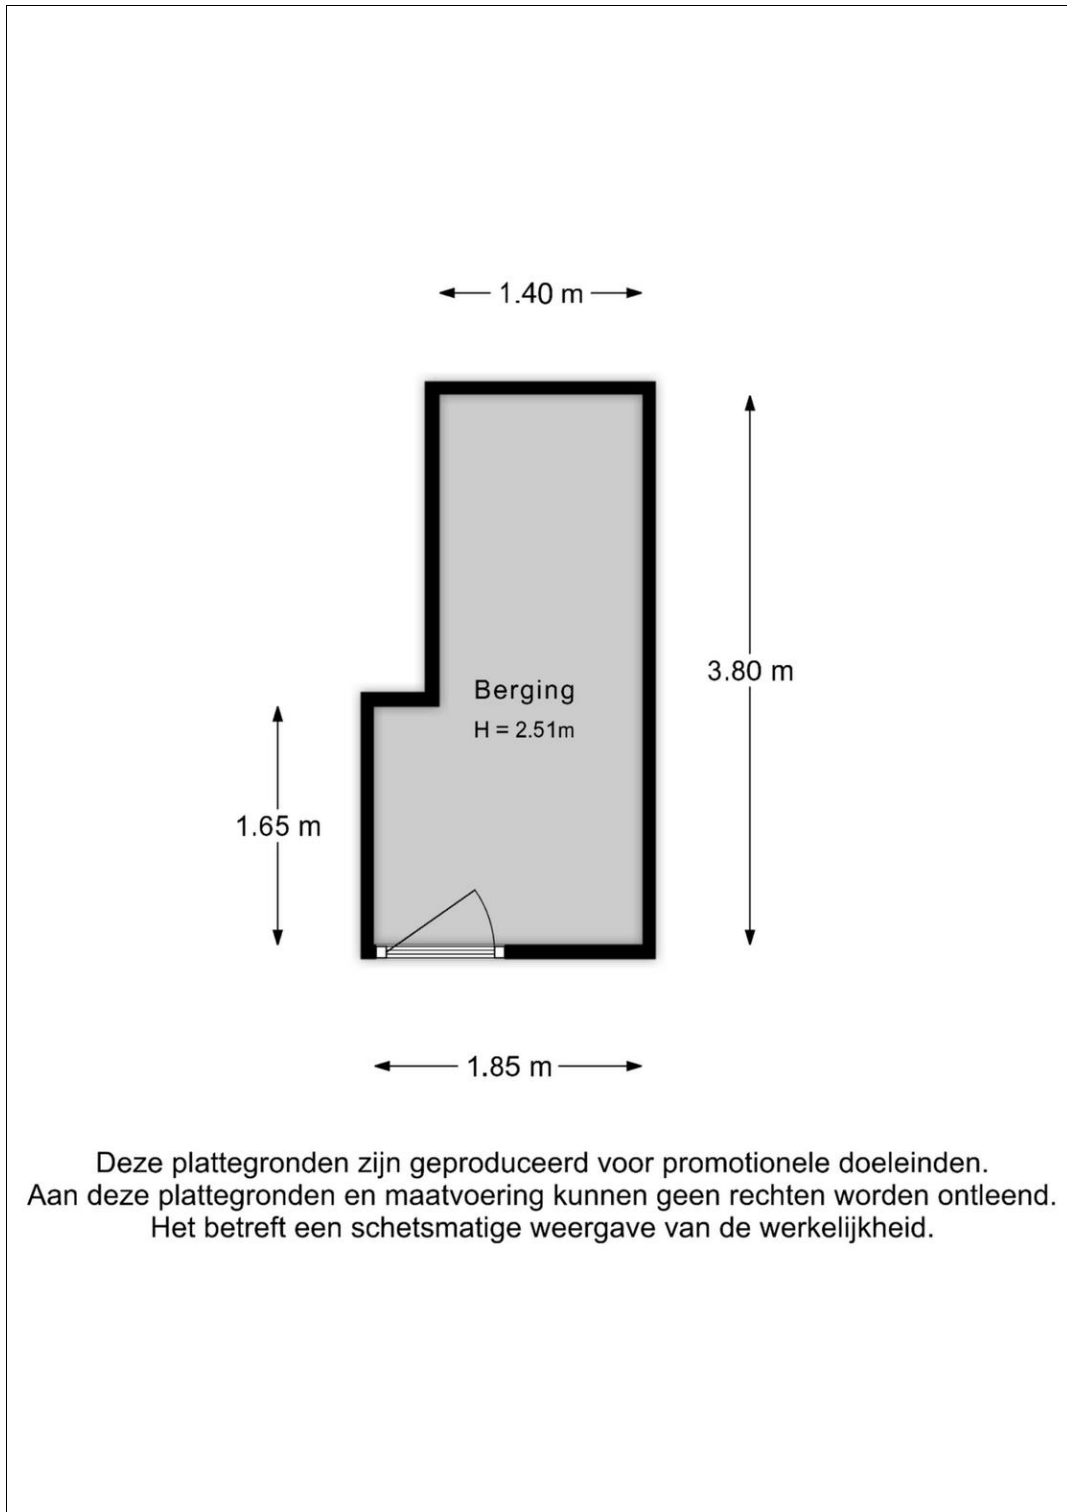 1.40 m
3.80 m
Berging
H = 2.51m
1.65 m
1.85 m
Deze plattegronden zijn geproduceerd voor promotionele doeleinden.
Aan deze plattegronden en maatvoering kunnen geen rechten worden ontleend.
Het betreft een schetsmatige weergave van de werkelijkheid.